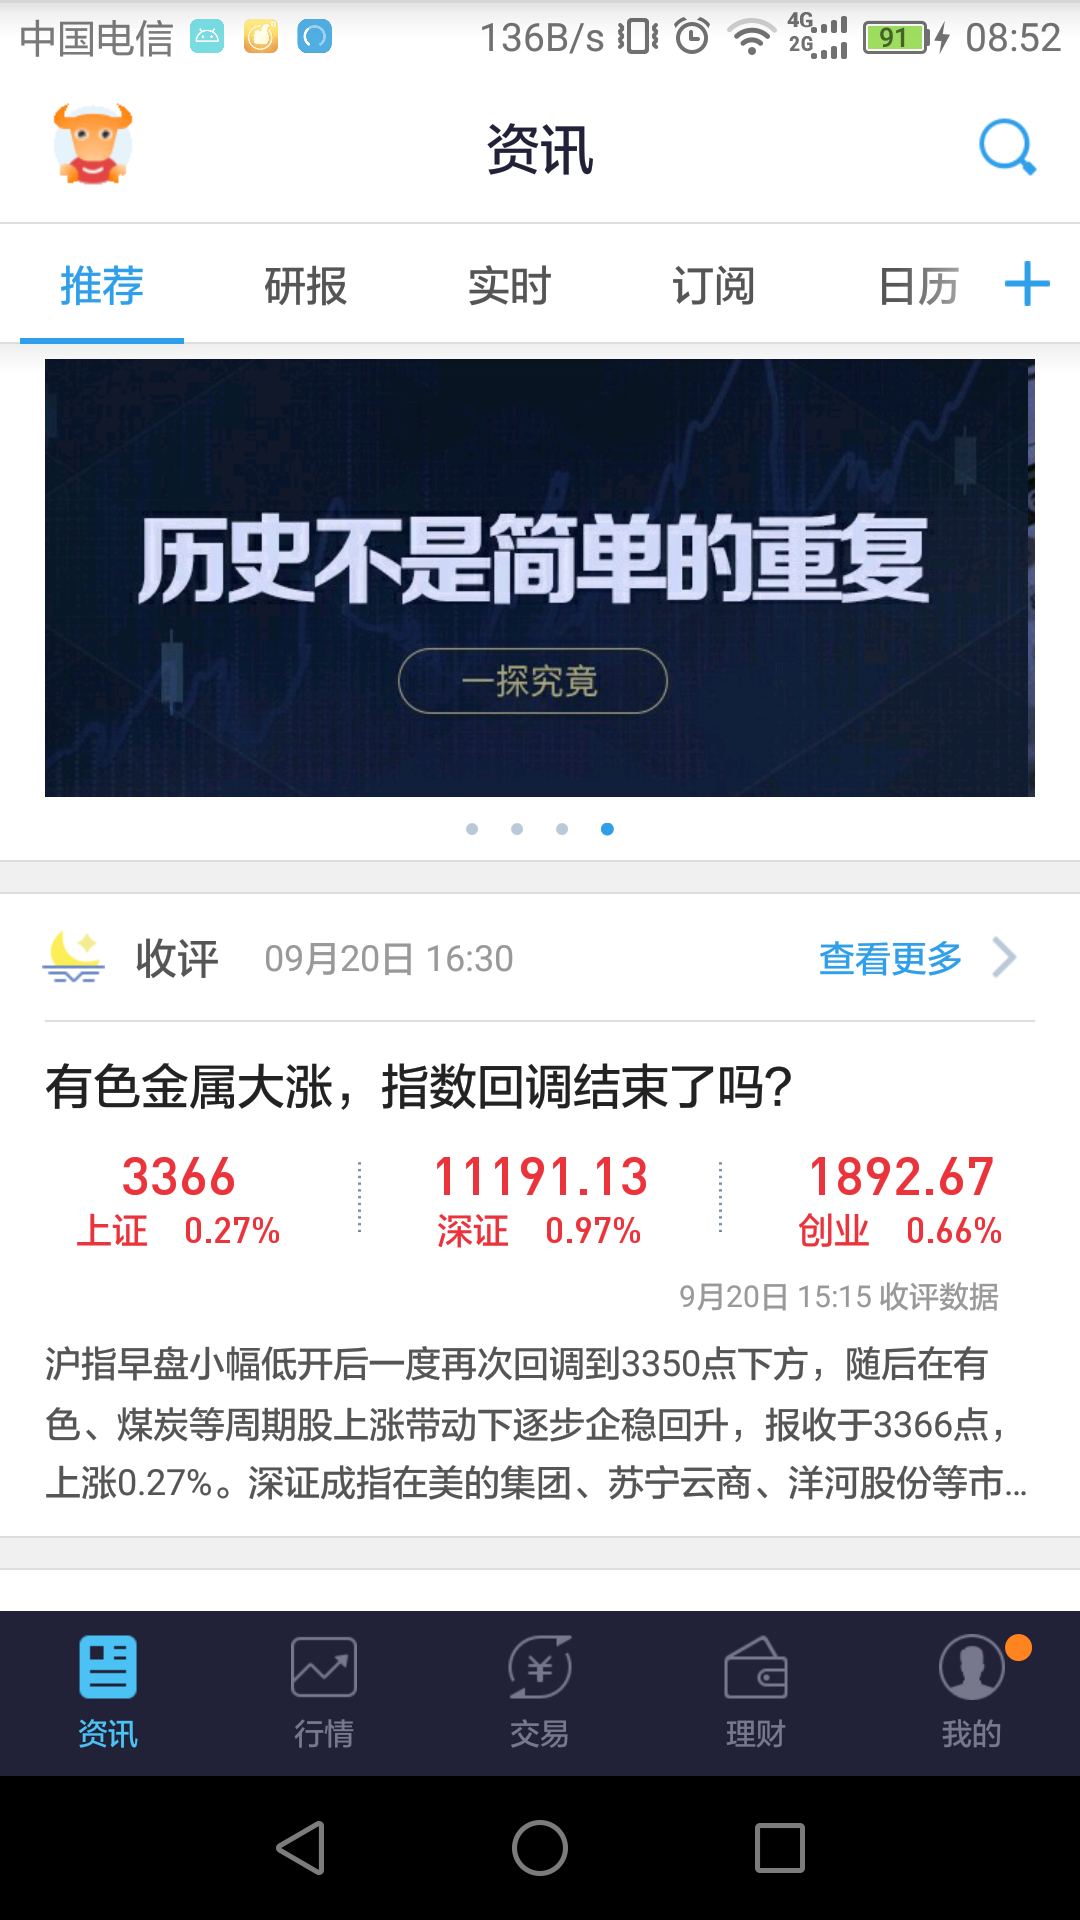 中国电信 136B/s 4G 2G 91 08:52
资讯
推荐 研报 实时 订阅 日历
历史不是简单的重复
一探究竟
收评 09月20日 16:30 查看更多
有色金属大涨，指数回调结束了吗?
3366 11191.13 1892.67
上证 0.27% 深证 0.97% 创业 0.66%
9月20日 15:15 收评数据
沪指早盘小幅低开后一度再次回调到3350点下方，随后在有
色、煤炭等周期股上涨带动下逐步企稳回升，报收于3366点，
上涨0.27%。深证成指在美的集团、苏宁云商、洋河股份等市...
资讯 行情 交易 理财 我的